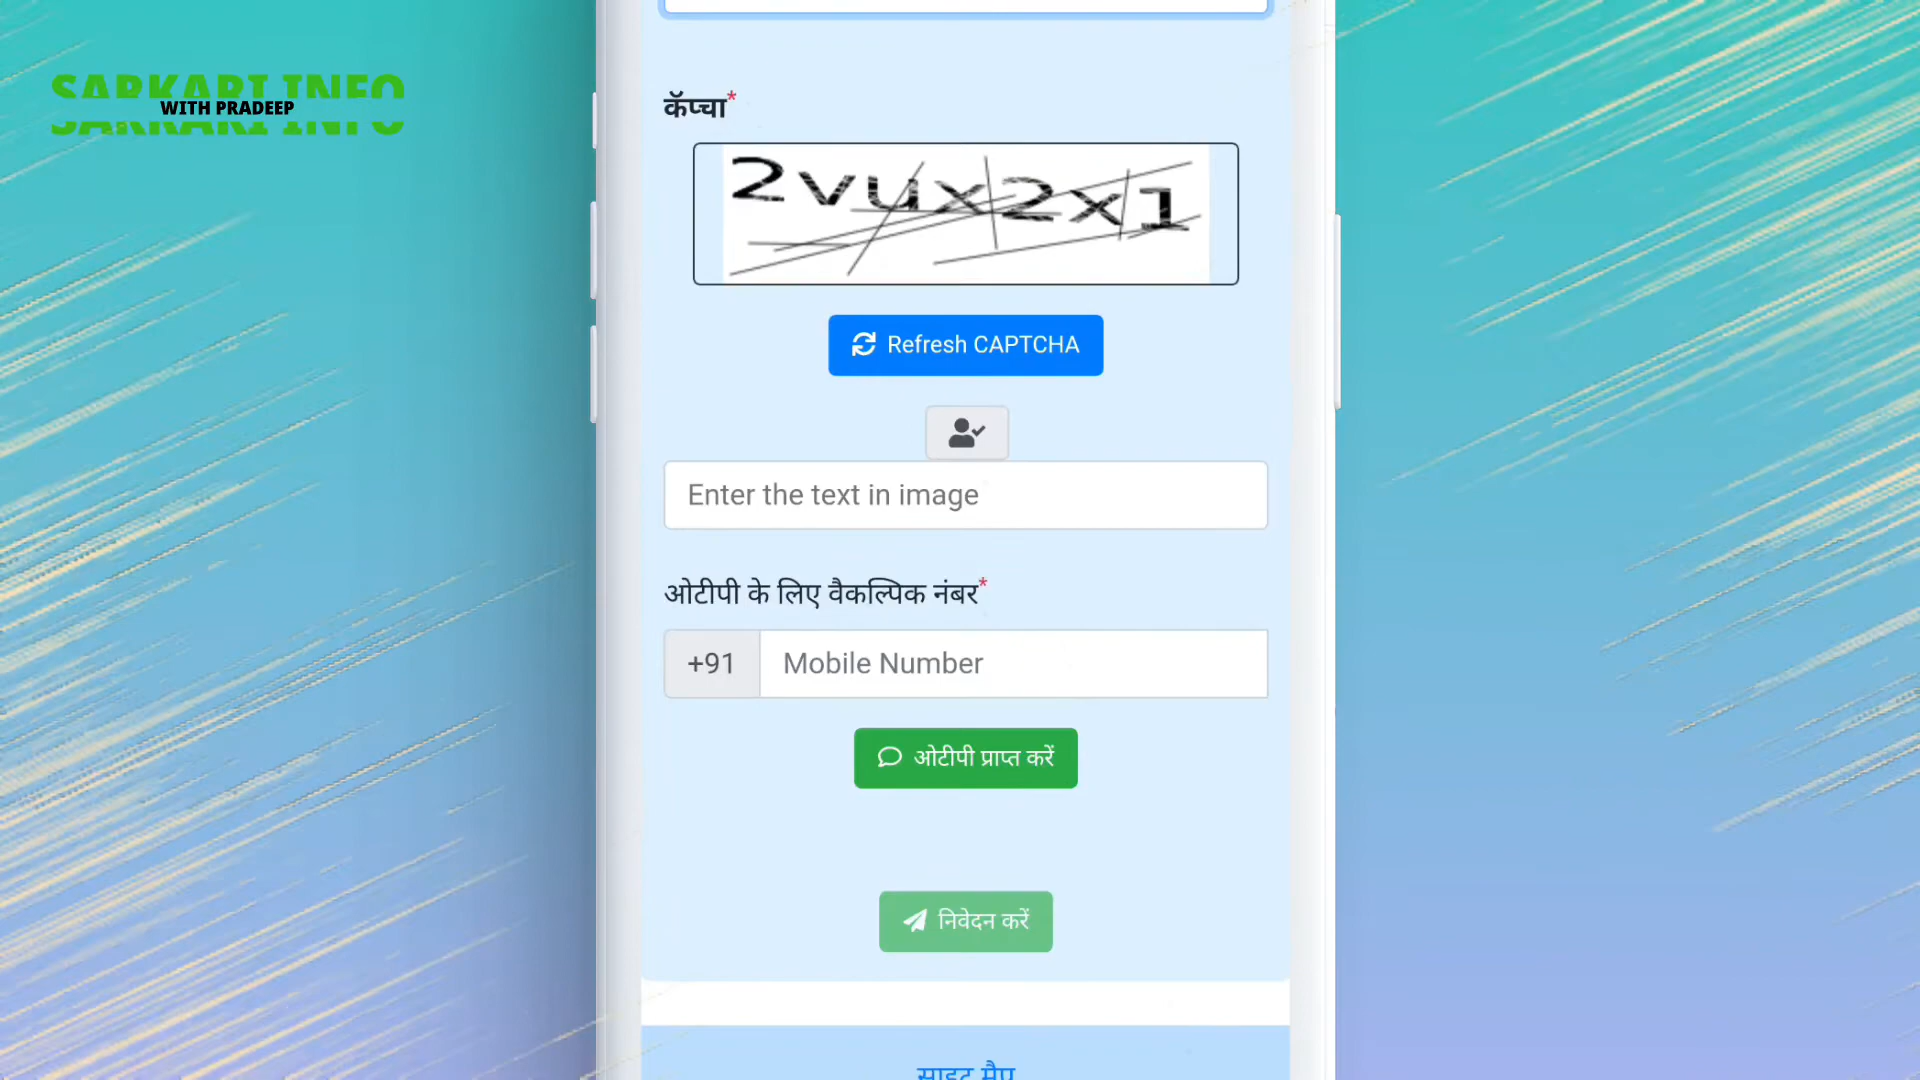 SARKARI INFO
WITH PRADEEP
कॅप्चा*
2vux2x1
Refresh CAPTCHA
Enter the text in image
ओटीपी के लिए वैकल्पिक नंबर*
+91 Mobile Number
ओटीपी प्राप्त करें
निवेदन करें
साइट मैप